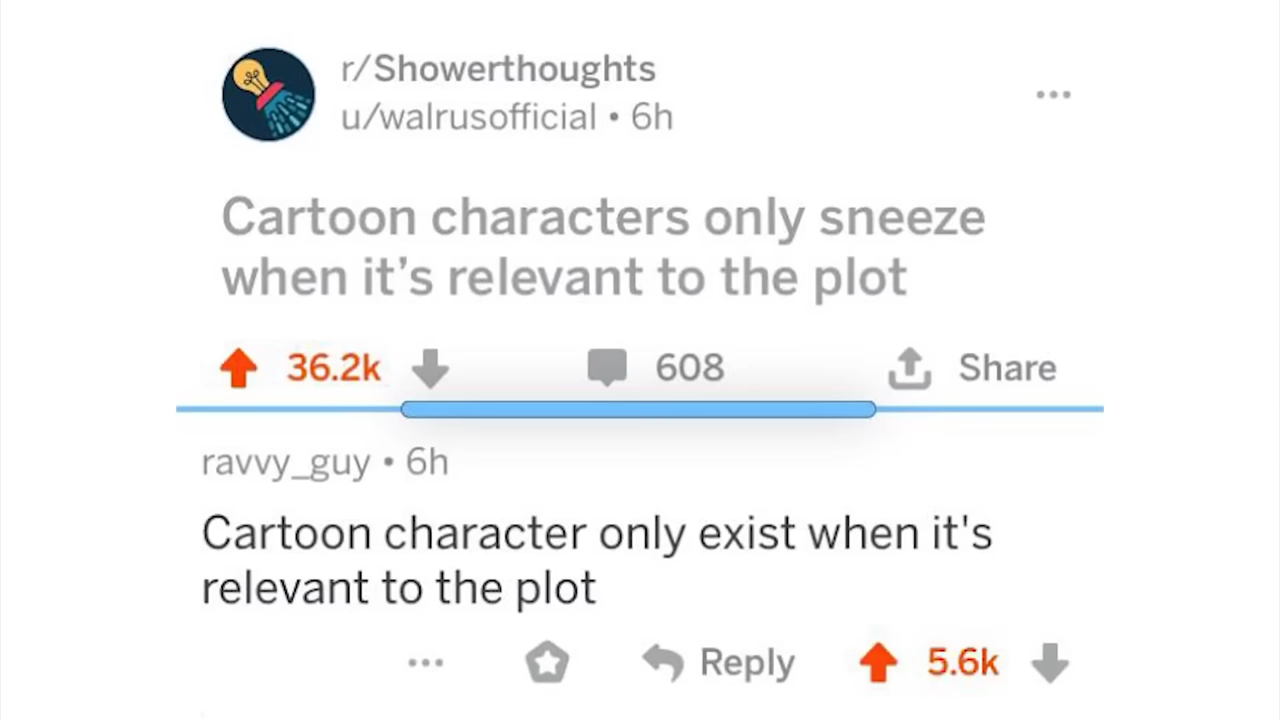 r/Showerthoughts
u/walrusofficial • 6h
Cartoon characters only sneeze
when it’s relevant to the plot
36.2k 608 Share
ravvy_guy • 6h
Cartoon character only exist when it's
relevant to the plot
Reply 5.6k